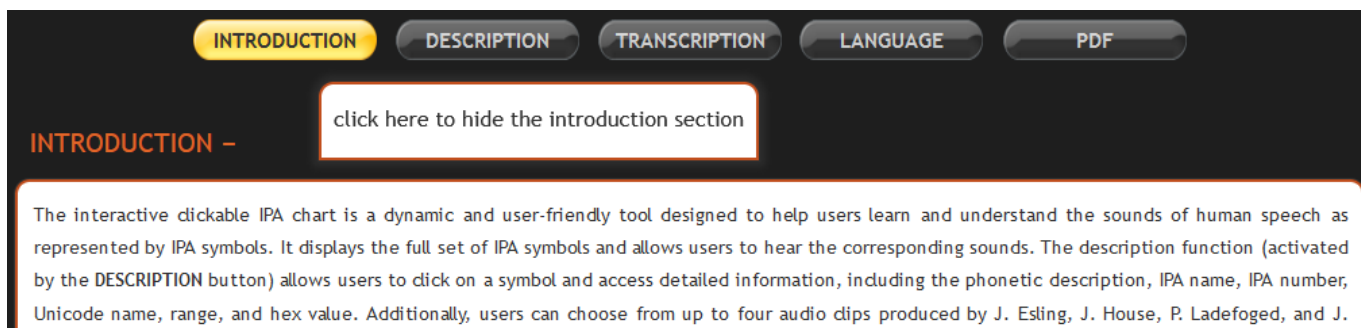 INTRODUCTION DESCRIPTION TRANSCRIPTION LANGUAGE PDF
click here to hide the introduction section
INTRODUCTION –
The interactive clickable IPA chart is a dynamic and user-friendly tool designed to help users learn and understand the sounds of human speech as
represented by IPA symbols. It displays the full set of IPA symbols and allows users to hear the corresponding sounds. The description function (activated
by the DESCRIPTION button) allows users to click on a symbol and access detailed information, including the phonetic description, IPA name, IPA number,
Unicode name, range, and hex value. Additionally, users can choose from up to four audio clips produced by J. Esling, J. House, P. Ladefoged, and J.